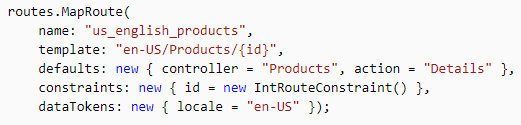 routes.MapRoute(
    name: "us_english_products",
    template: "en-US/Products/{id}",
    defaults: new { controller = "Products", action = "Details" },
    constraints: new { id = new IntRouteConstraint() },
    dataTokens: new { locale = "en-US" });